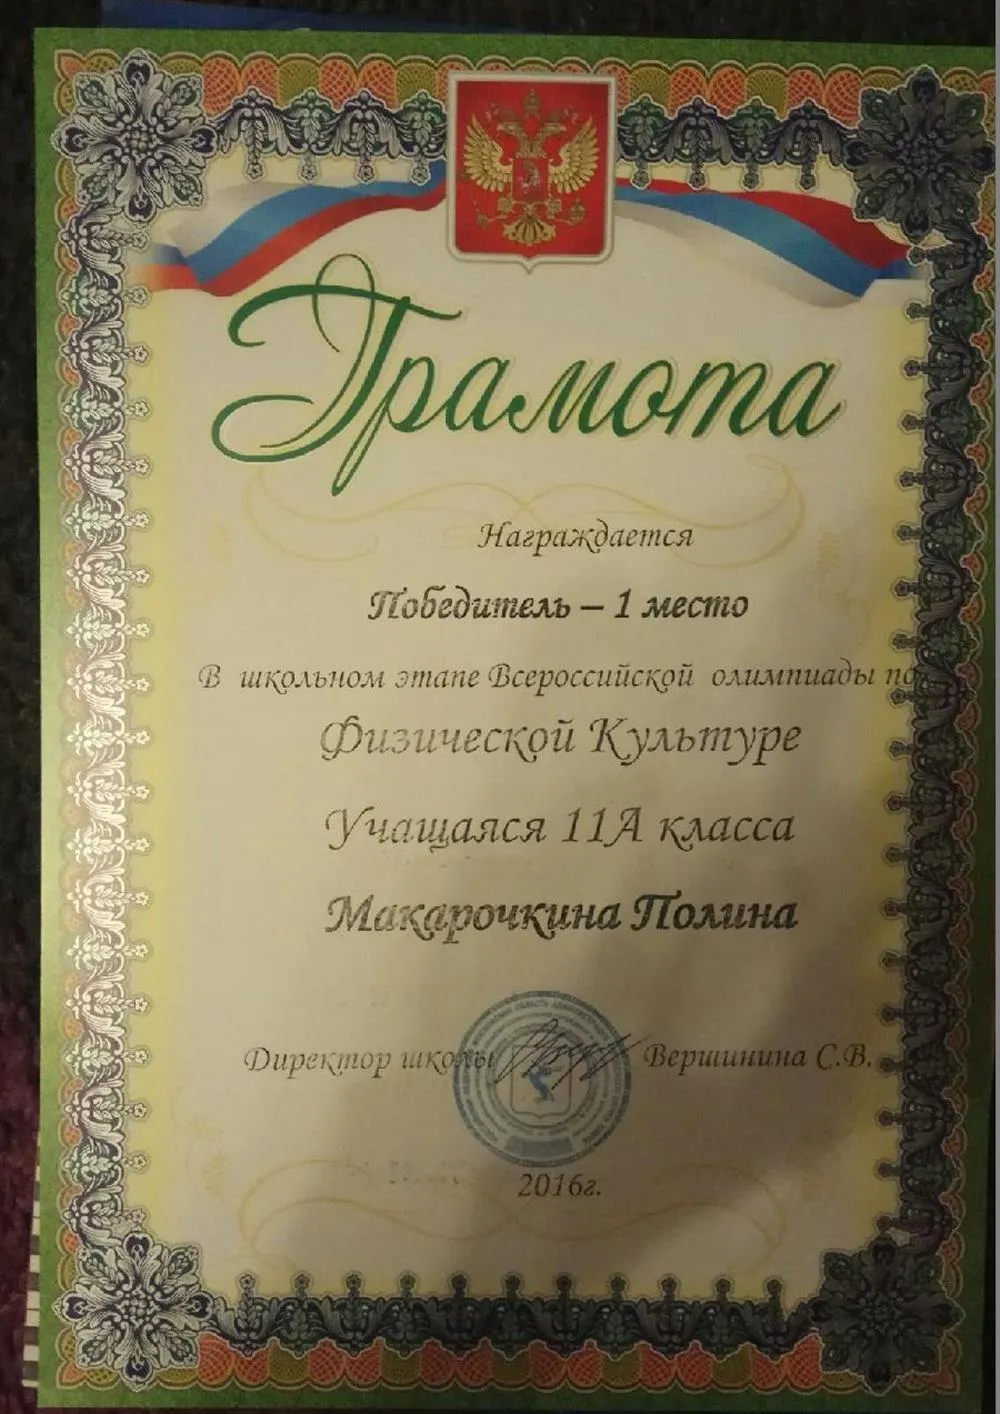 Грамота
Награждается
Победитель – 1 место
В школьном этапе Всероссийской олимпиады по
Физической Культуре
Учащаяся 11А класса
Макарочкина Полина
Директор школы Вершинина С.В.
2016г.